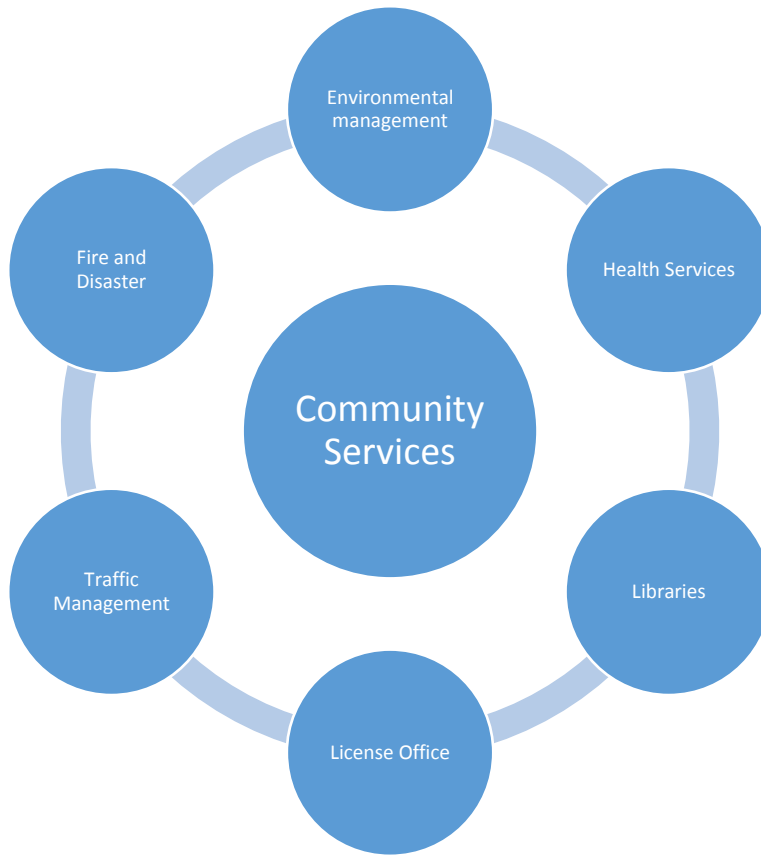 Environmental
management
Health Services
Libraries
License Office
Traffic
Management
Fire and
Disaster
Community
Services